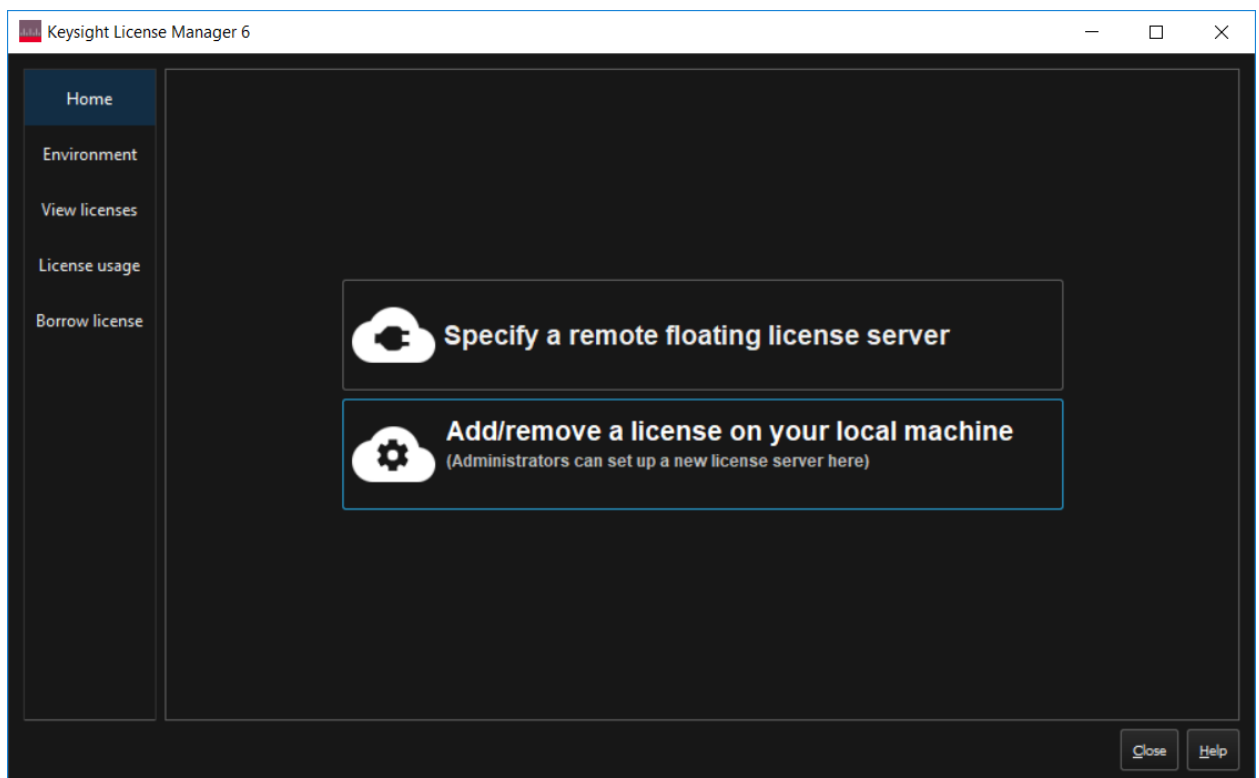 Keysight License Manager 6
Home
Environment
View licenses
License usage
Borrow license
Specify a remote floating license server
Add/remove a license on your local machine
(Administrators can set up a new license server here)
Close
Help